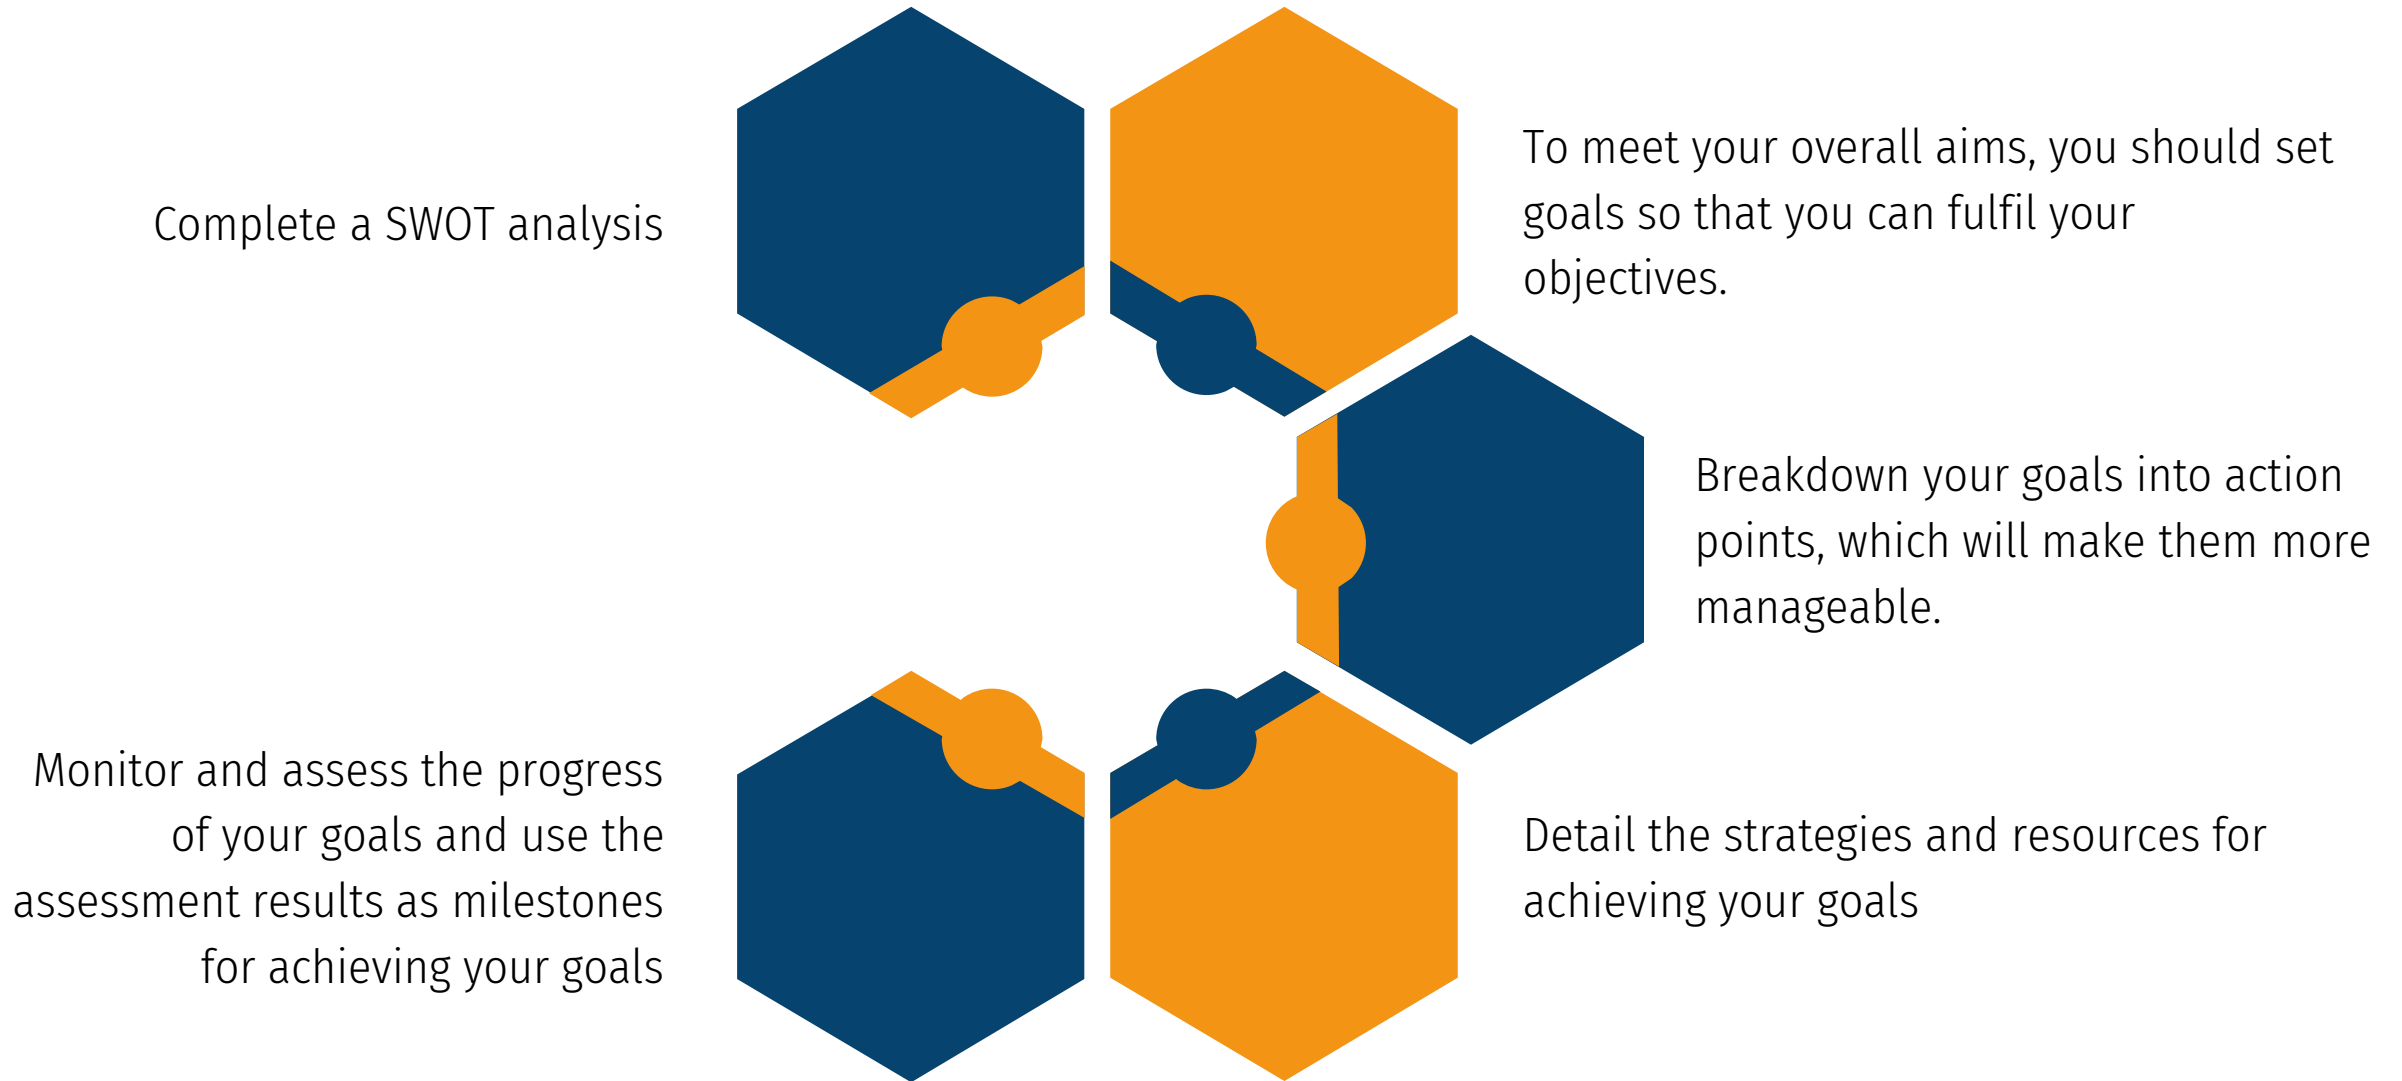 Complete a SWOT analysis
To meet your overall aims, you should set
goals so that you can fulfil your
objectives.
Breakdown your goals into action
points, which will make them more
manageable.
Detail the strategies and resources for
achieving your goals
Monitor and assess the progress
of your goals and use the
assessment results as milestones
for achieving your goals